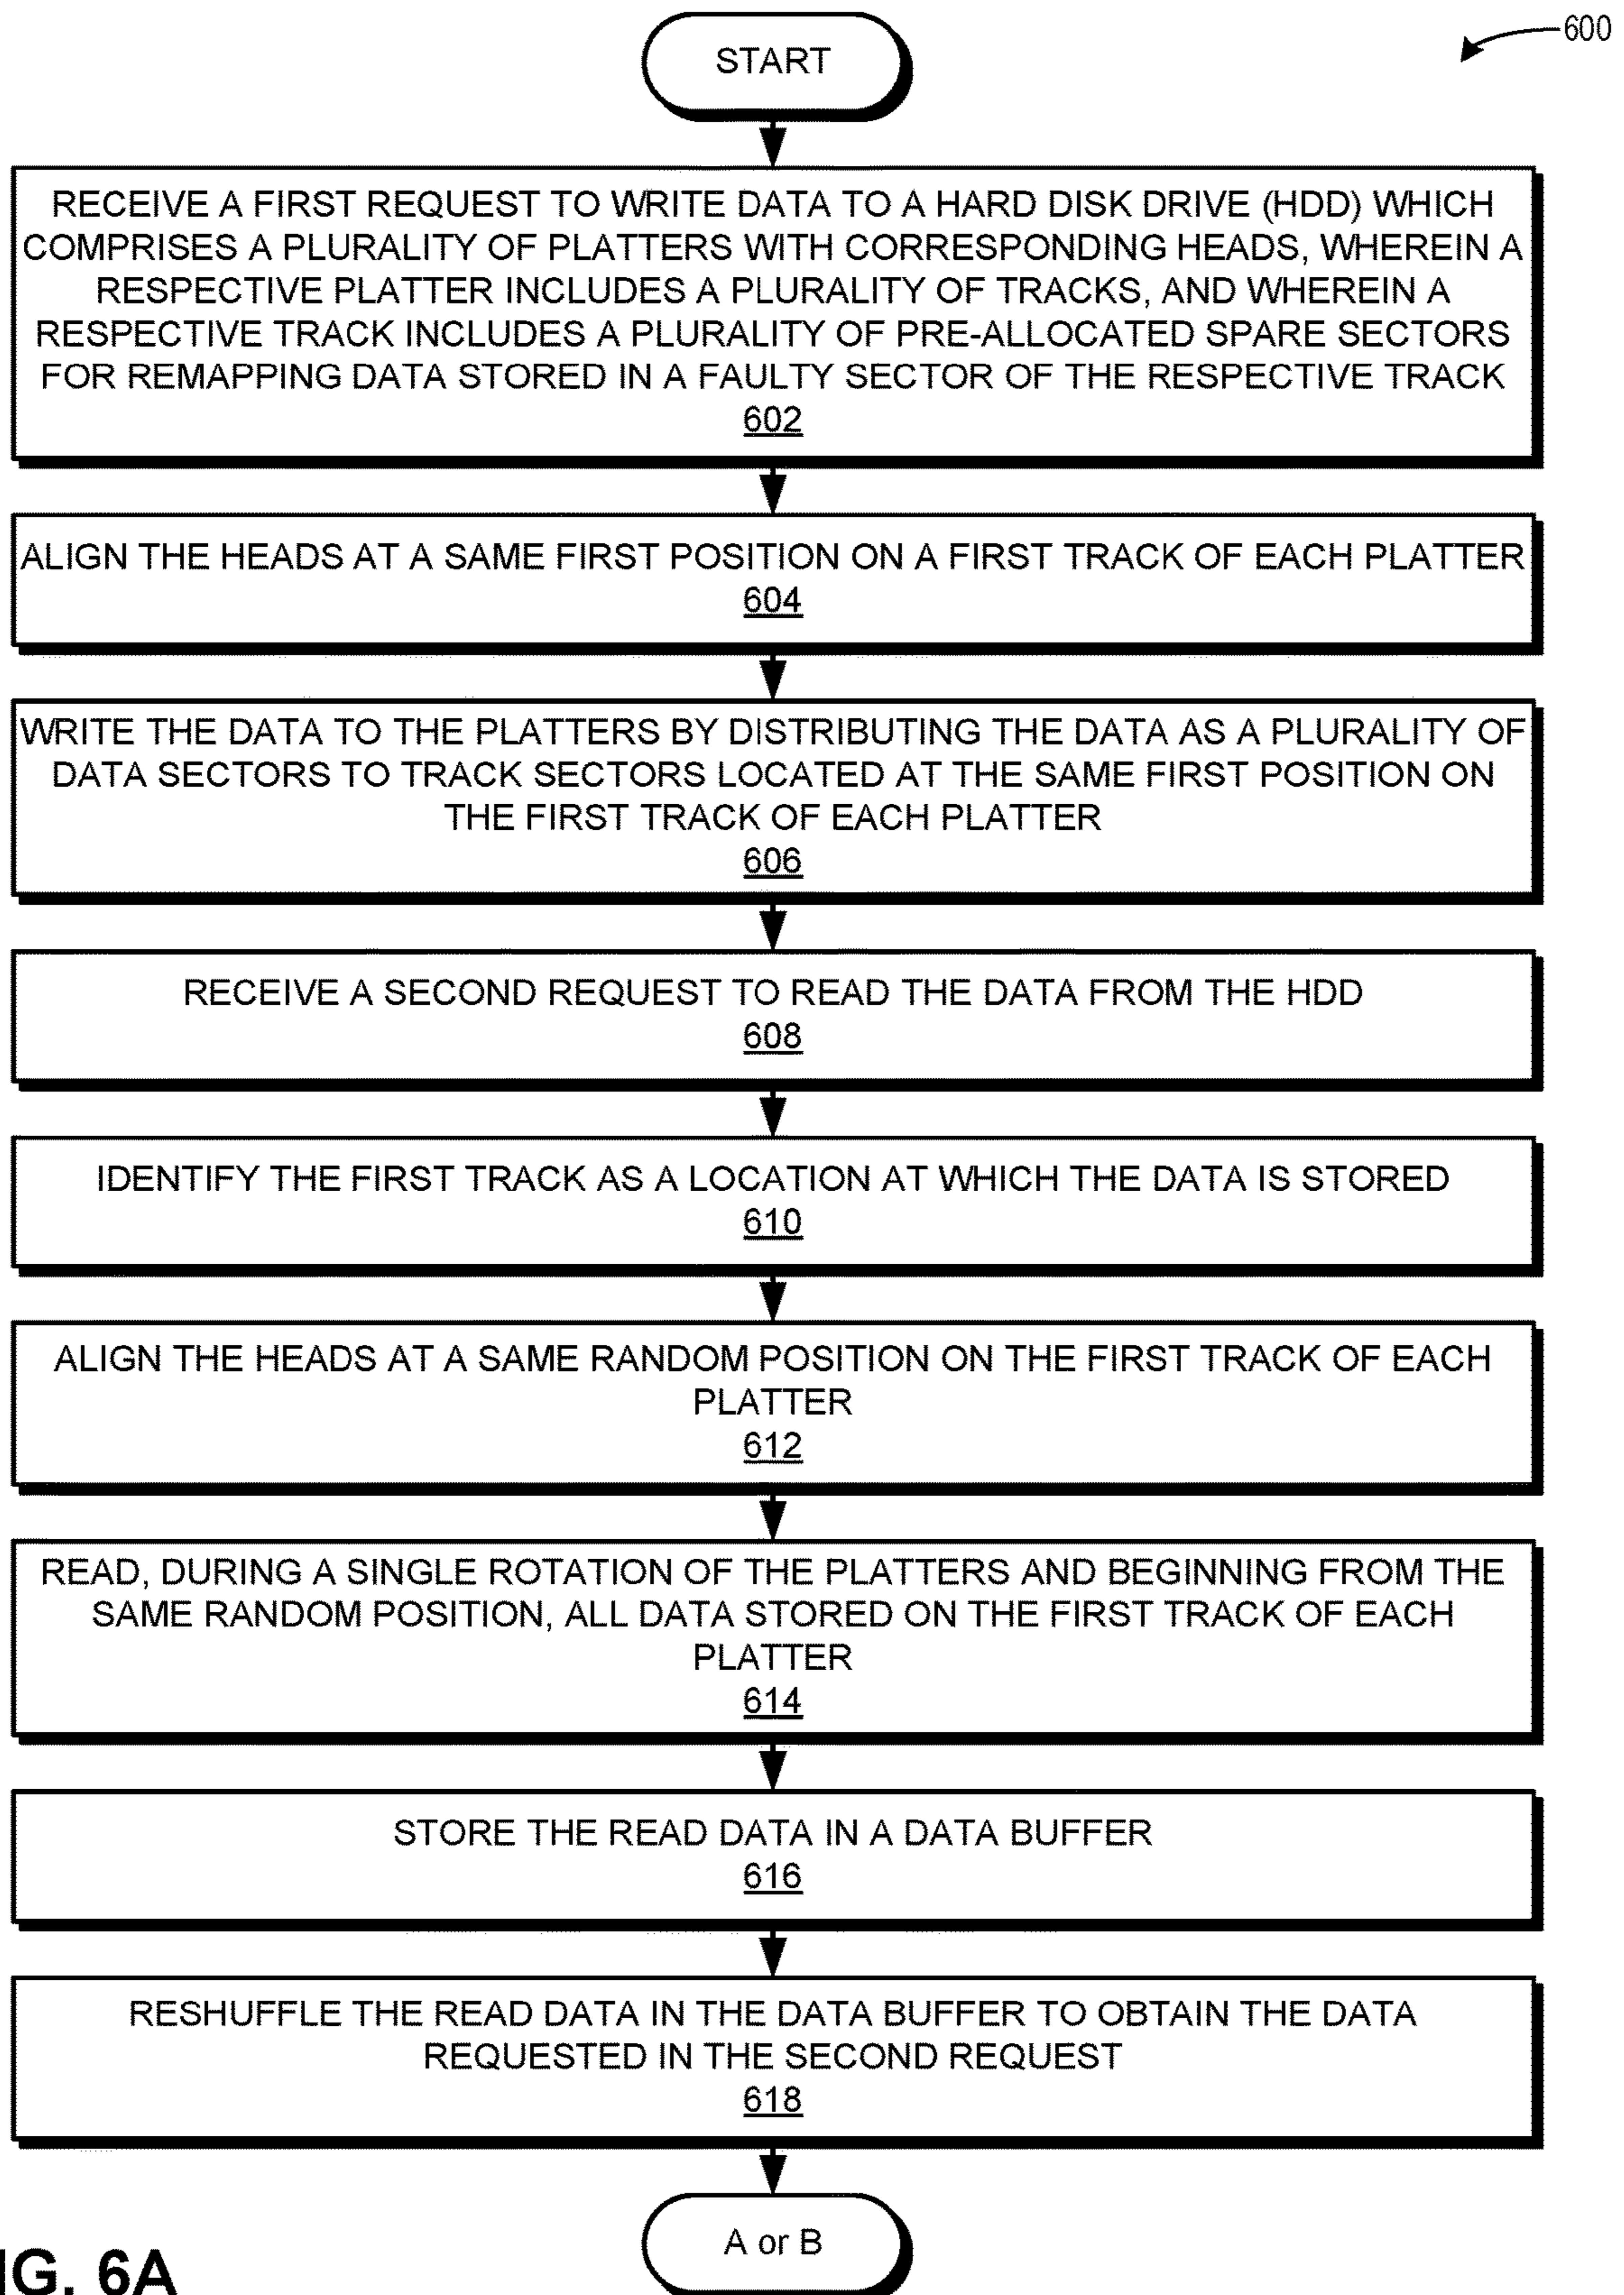 600
START
RECEIVE A FIRST REQUEST TO WRITE DATA TO A HARD DISK DRIVE (HDD) WHICH
COMPRISES A PLURALITY OF PLATTERS WITH CORRESPONDING HEADS, WHEREIN A
RESPECTIVE PLATTER INCLUDES A PLURALITY OF TRACKS, AND WHEREIN A
RESPECTIVE TRACK INCLUDES A PLURALITY OF PRE-ALLOCATED SPARE SECTORS
FOR REMAPPING DATA STORED IN A FAULTY SECTOR OF THE RESPECTIVE TRACK
602
ALIGN THE HEADS AT A SAME FIRST POSITION ON A FIRST TRACK OF EACH PLATTER
604
WRITE THE DATA TO THE PLATTERS BY DISTRIBUTING THE DATA AS A PLURALITY OF
DATA SECTORS TO TRACK SECTORS LOCATED AT THE SAME FIRST POSITION ON
THE FIRST TRACK OF EACH PLATTER
606
RECEIVE A SECOND REQUEST TO READ THE DATA FROM THE HDD
608
IDENTIFY THE FIRST TRACK AS A LOCATION AT WHICH THE DATA IS STORED
610
ALIGN THE HEADS AT A SAME RANDOM POSITION ON THE FIRST TRACK OF EACH
PLATTER
612
READ, DURING A SINGLE ROTATION OF THE PLATTERS AND BEGINNING FROM THE
SAME RANDOM POSITION, ALL DATA STORED ON THE FIRST TRACK OF EACH
PLATTER
614
STORE THE READ DATA IN A DATA BUFFER
616
RESHUFFLE THE READ DATA IN THE DATA BUFFER TO OBTAIN THE DATA
REQUESTED IN THE SECOND REQUEST
618
A or B
IG. 6A